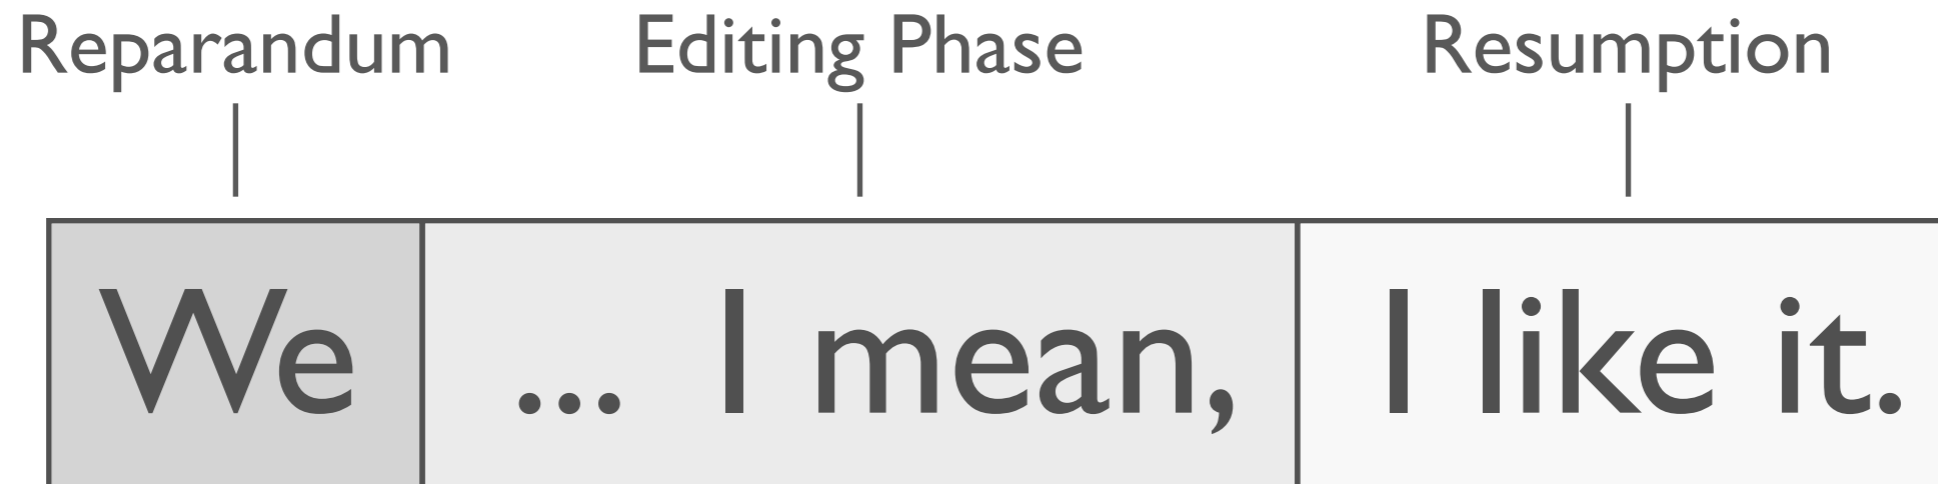 Reparandum Editing Phase Resumption
We ... I mean, I like it.